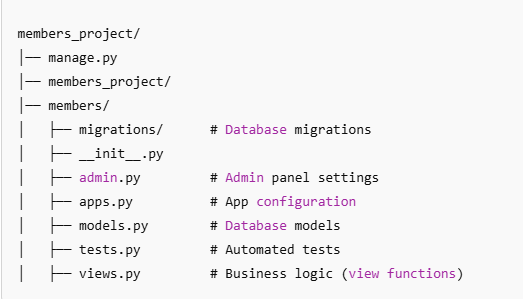 members_project/
│── manage.py
│── members_project/
│── members/
│   ├── migrations/      # Database migrations
│   ├── __init__.py
│   ├── admin.py         # Admin panel settings
│   ├── apps.py          # App configuration
│   ├── models.py        # Database models
│   ├── tests.py         # Automated tests
│   ├── views.py         # Business logic (view functions)